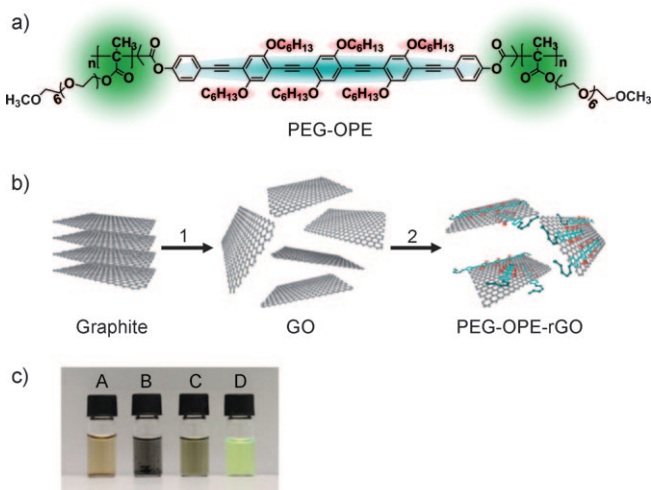 a)
OC6H13 OC6H13 OC6H13
n CH3 CH3 n
O O O O
H3CO 6 O O O O O O 6 OCH3
C6H13O C6H13O C6H13O
PEG-OPE
b)
1 2
Graphite GO PEG-OPE-rGO
c)
A B C D